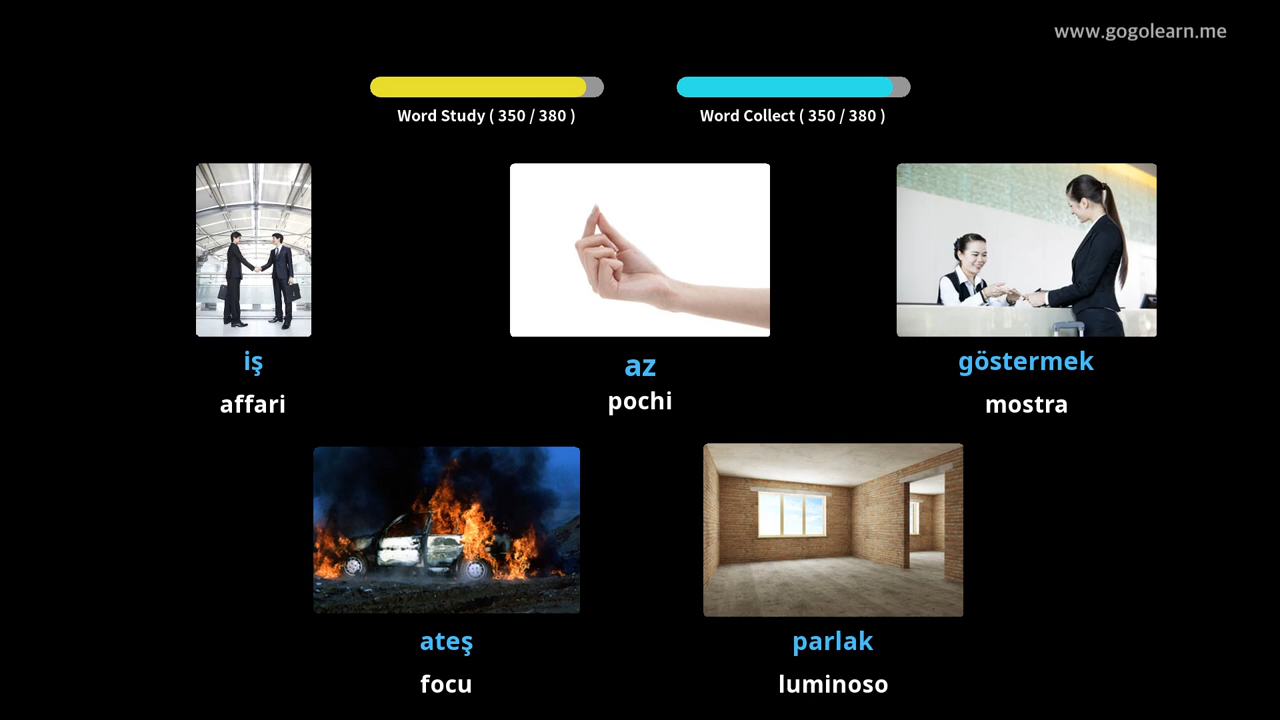 www.gogolearn.me
Word Study ( 350 / 380 )
Word Collect ( 350 / 380 )
iş
affari
az
pochi
göstermek
mostra
ateş
focu
parlak
luminoso